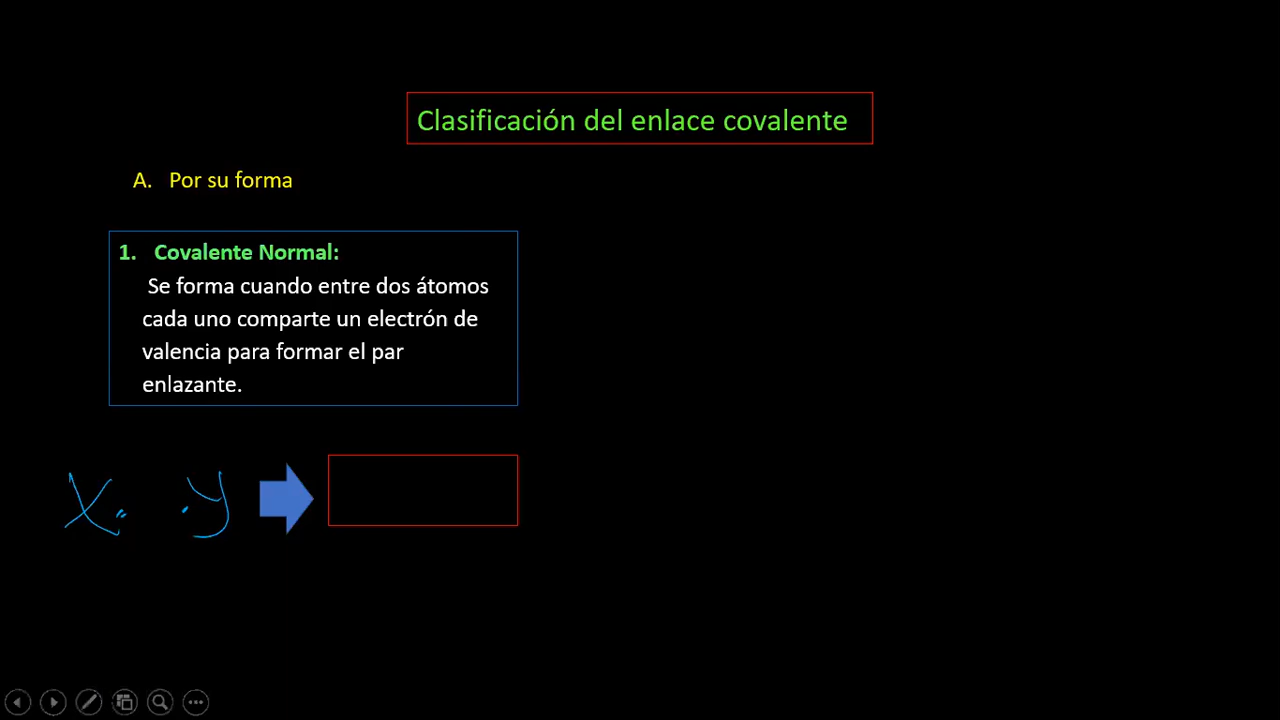 Clasificación del enlace covalente
A. Por su forma
1. Covalente Normal:
Se forma cuando entre dos átomos
cada uno comparte un electrón de
valencia para formar el par
enlazante.
X. .y